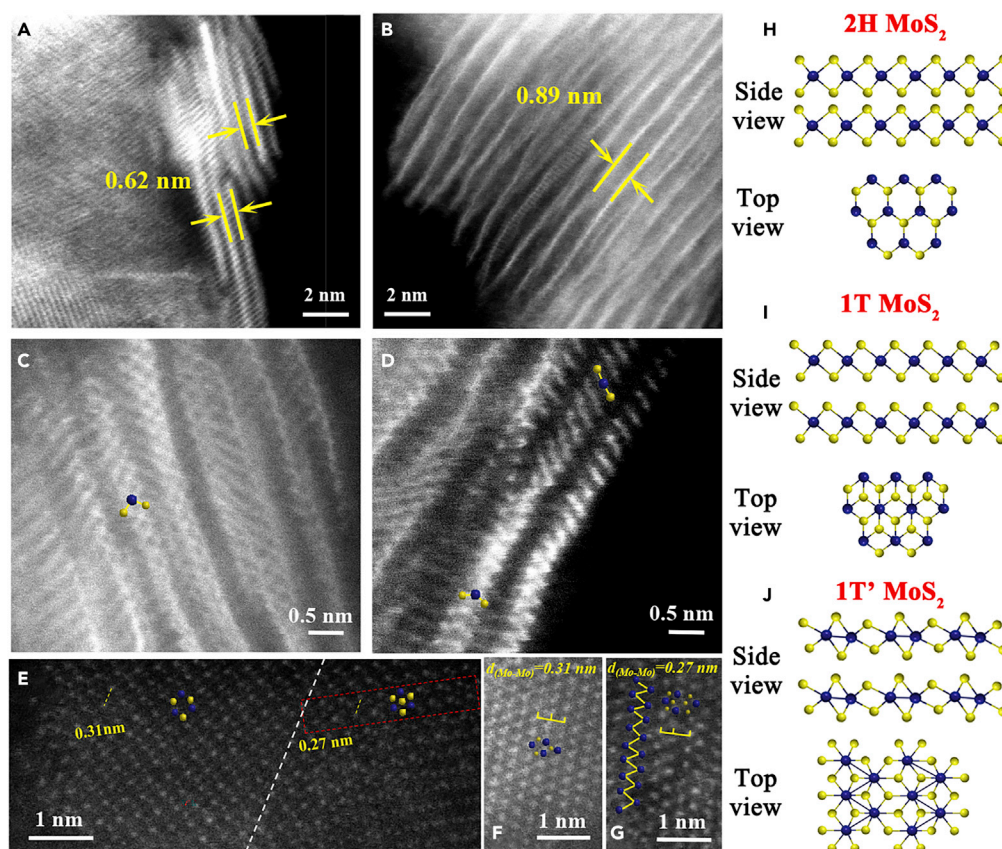 A
0.62 nm
2 nm
B
0.89 nm
2 nm
C
0.5 nm
D
0.5 nm
E
0.31nm
0.27 nm
1 nm
d(Mo-Mo)=0.31 nm
1 nm
F
d(Mo-Mo)=0.27 nm
1 nm
G
H
2H MoS₂
Side
view
Top
view
I
1T MoS₂
Side
view
Top
view
J
1T’ MoS₂
Side
view
Top
view